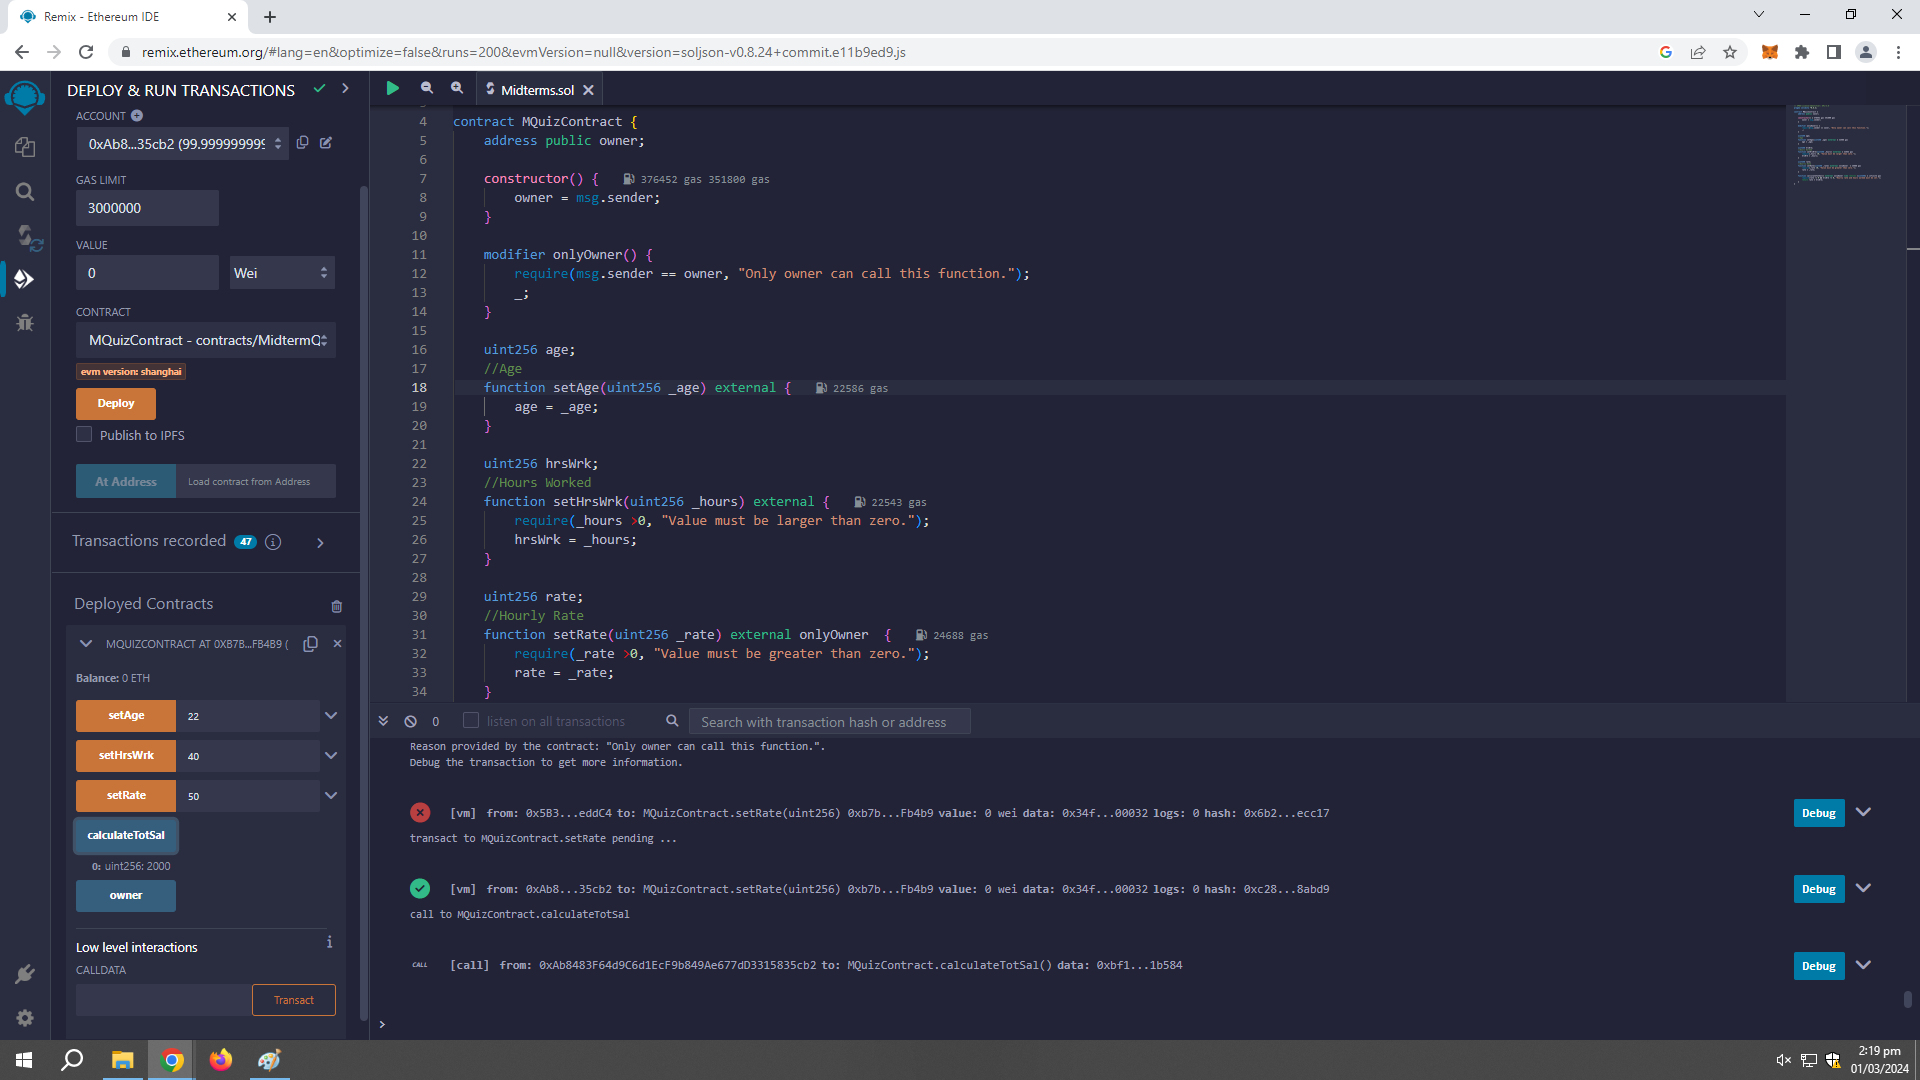 Remix - Ethereum IDE
remix.ethereum.org/#lang=en&optimize=false&runs=200&evmVersion=null&version=soljson-v0.8.24+commit.e11b9ed9.js
DEPLOY & RUN TRANSACTIONS
ACCOUNT
0xAb8...35cb2 (99.999999999
GAS LIMIT
3000000
VALUE
0
Wei
CONTRACT
MQuizContract - contracts/MidtermQ
evm version: shanghai
Deploy
Publish to IPFS
At Address
Load contract from Address
Transactions recorded 47
Deployed Contracts
MQUIZCONTRACT AT 0XB7B...FB4B9 (
Balance: 0 ETH
setAge 22
setHrsWrk 40
setRate 50
calculateTotSal
0: uint256: 2000
owner
Low level interactions
CALLDATA
Transact
Midterms.sol
4 contract MQuizContract {
5 address public owner;
6
7 constructor() { 376452 gas 351800 gas
8 owner = msg.sender;
9 }
10
11 modifier onlyOwner() {
12 require(msg.sender == owner, "Only owner can call this function.");
13 _;
14 }
15
16 uint256 age;
17 //Age
18 function setAge(uint256 _age) external { 22586 gas
19 age = _age;
20 }
21
22 uint256 hrsWrk;
23 //Hours Worked
24 function setHrsWrk(uint256 _hours) external { 22543 gas
25 require(_hours >0, "Value must be larger than zero.");
26 hrsWrk = _hours;
27 }
28
29 uint256 rate;
30 //Hourly Rate
31 function setRate(uint256 _rate) external onlyOwner { 24688 gas
32 require(_rate >0, "Value must be greater than zero.");
33 rate = _rate;
34 }
0 listen on all transactions Search with transaction hash or address
Reason provided by the contract: "Only owner can call this function.".
Debug the transaction to get more information.
[vm] from: 0x5B3...eddC4 to: MQuizContract.setRate(uint256) 0xb7b...Fb4b9 value: 0 wei data: 0x34f...00032 logs: 0 hash: 0x6b2...ecc17 Debug
transact to MQuizContract.setRate pending ...
[vm] from: 0xAb8...35cb2 to: MQuizContract.setRate(uint256) 0xb7b...Fb4b9 value: 0 wei data: 0x34f...00032 logs: 0 hash: 0xc28...8abd9 Debug
call to MQuizContract.calculateTotSal
CALL [call] from: 0xAb8483F64d9C6d1EcF9b849Ae677dD3315835cb2 to: MQuizContract.calculateTotSal() data: 0xbf1...1b584 Debug
>
2:19 pm
01/03/2024